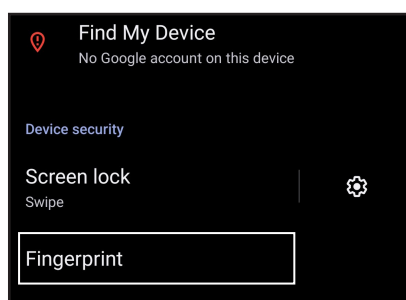 Find My Device
No Google account on this device
Device security
Screen lock
Swipe
Fingerprint